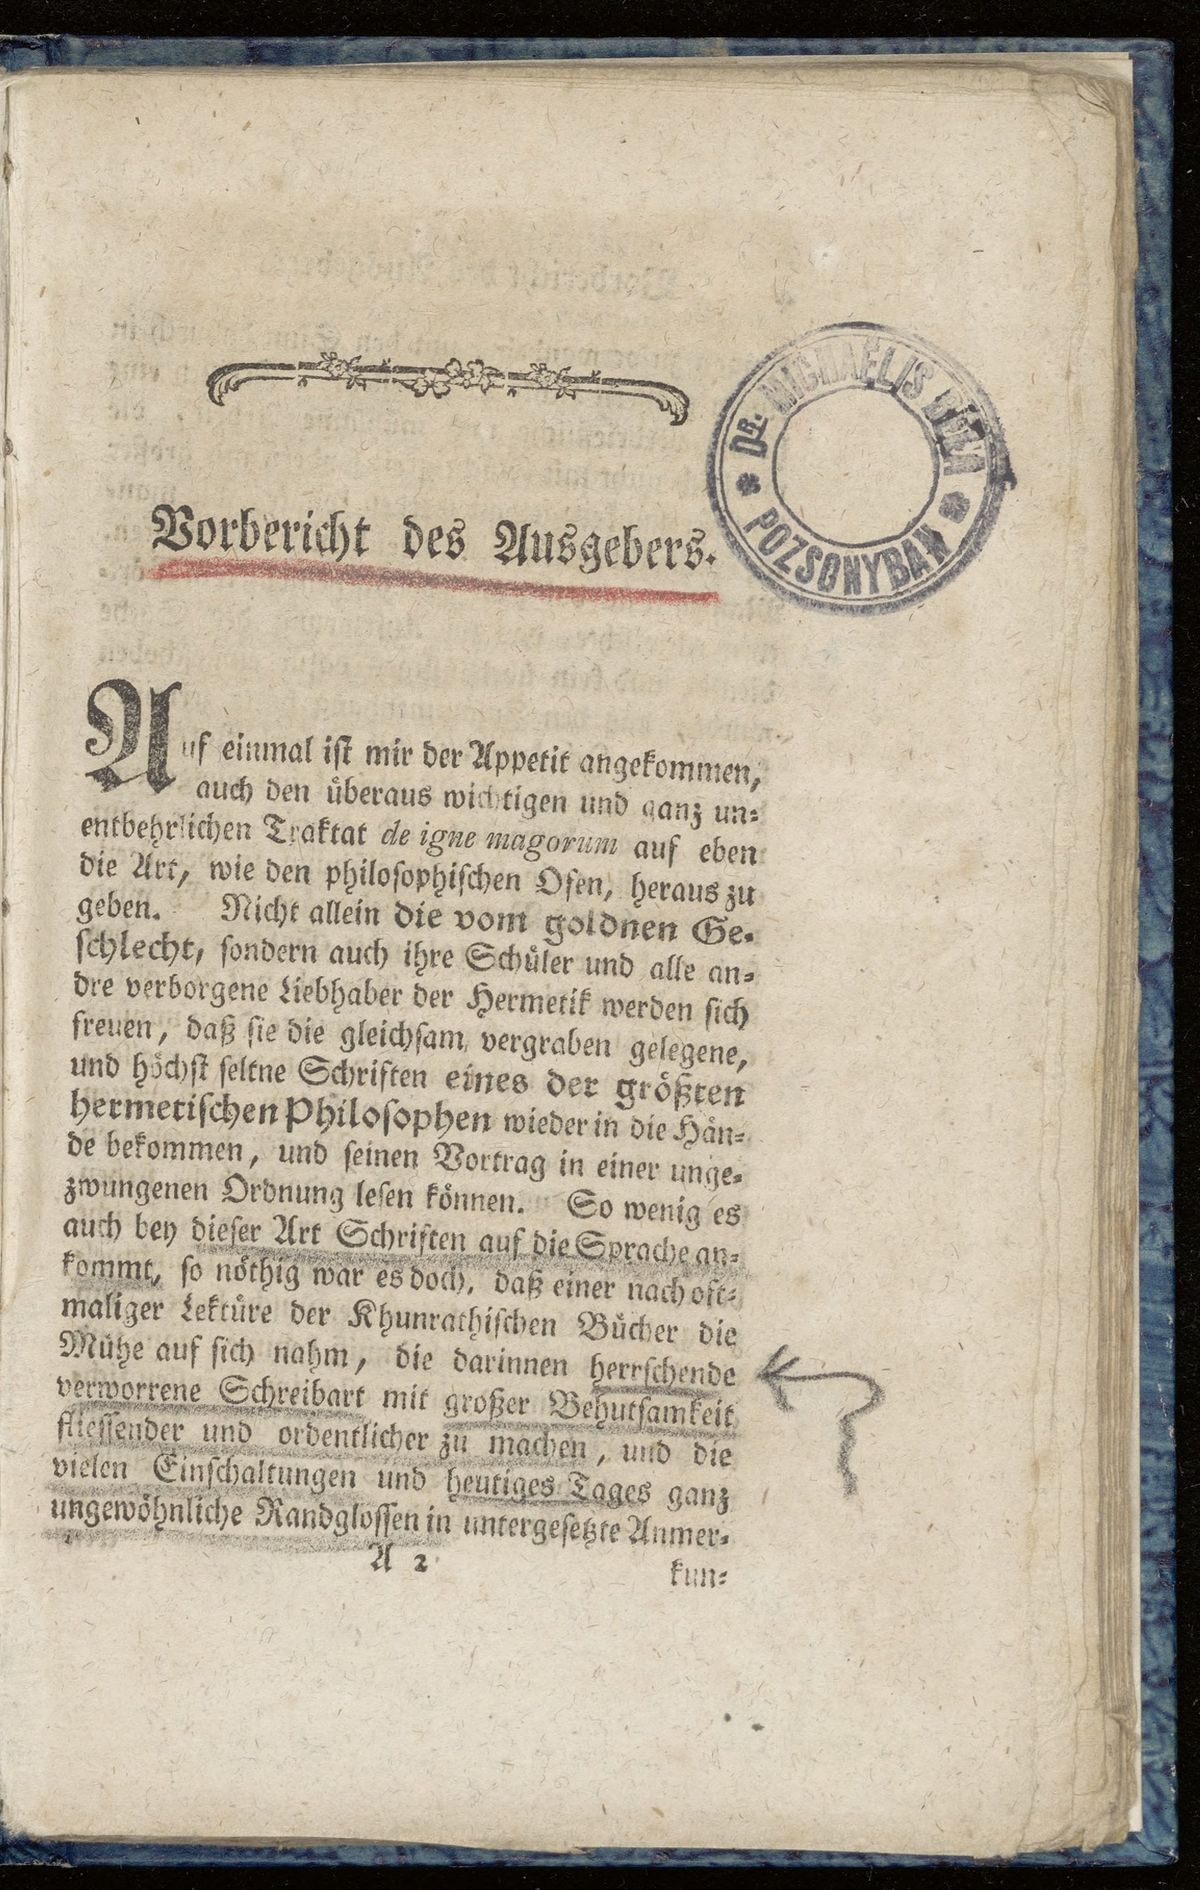 DR. MICHAELIS BÉLA
POZSONYBAN
Vorbericht des Ausgebers.
Auf einmal ist mir der Appetit angekommen,
auch den überaus wichtigen und ganz un⸗
entbehrlichen Traktat de igne magorum auf eben
die Art, wie den philosophischen Ofen, heraus zu
geben. Nicht allein die vom goldnen Ge⸗
schlecht, sondern auch ihre Schüler und alle an⸗
dre verborgene Liebhaber der Hermetik werden sich
freuen, daß sie die gleichsam vergraben gelegene,
und höchst seltne Schriften eines der größten
hermetischen Philosophen wieder in die Hän⸗
de bekommen, und seinen Vortrag in einer unge⸗
zwungenen Ordnung lesen können. So wenig es
auch bey dieser Art Schriften auf die Sprache an⸗
kommt, so nöthig war es doch, daß einer nach oft⸗
maliger Lektüre der Khunrathischen Bücher die
Mühe auf sich nahm, die darinnen herrschende
verworrene Schreibart mit großer Behutsamkeit
fliessender und ordentlicher zu machen, und die
vielen Einschaltungen und heutiges Tages ganz
ungewöhnliche Randglossen in untergesetzte Anmer⸗
A 2
kun⸗